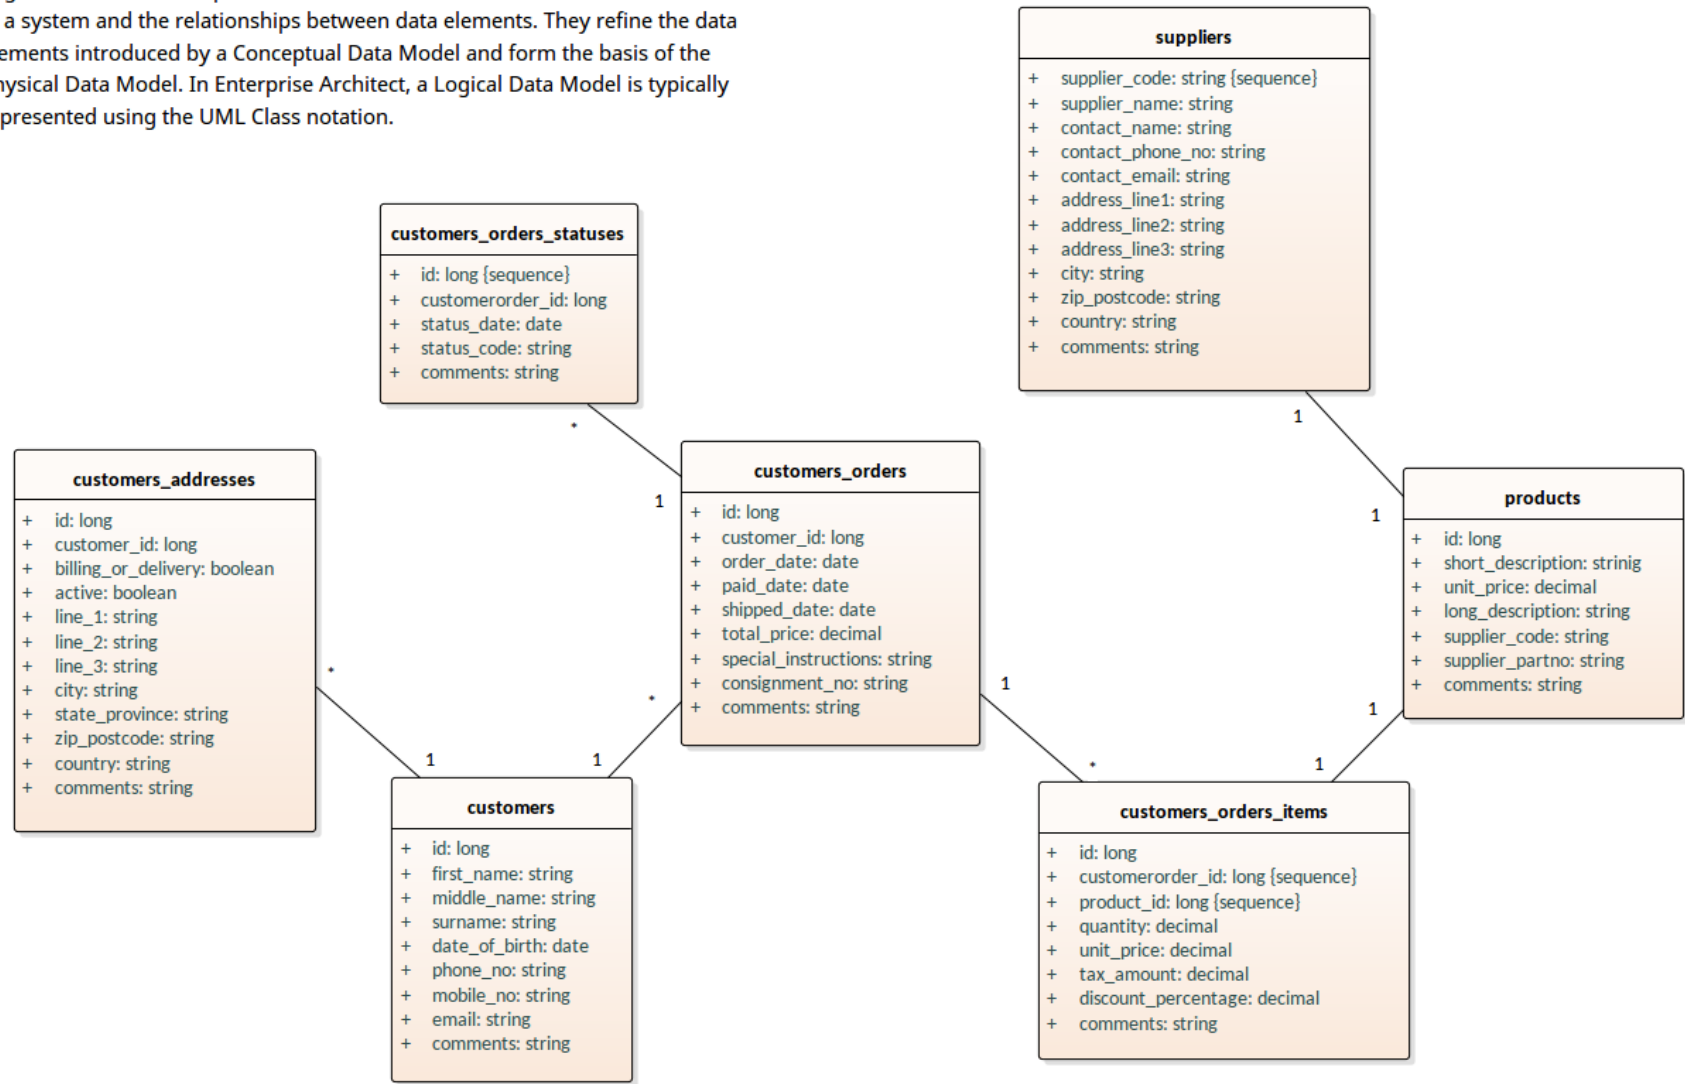 a system and the relationships between data elements. They refine the data
ements introduced by a Conceptual Data Model and form the basis of the
nysical Data Model. In Enterprise Architect, a Logical Data Model is typically
presented using the UML Class notation.
suppliers
+ supplier_code: string {sequence}
+ supplier_name: string
+ contact_name: string
+ contact_phone_no: string
+ contact_email: string
+ address_line1: string
+ address_line2: string
+ address_line3: string
+ city: string
+ zip_postcode: string
+ country: string
+ comments: string
1
1
customers_orders_statuses
+ id: long {sequence}
+ customerorder_id: long
+ status_date: date
+ status_code: string
+ comments: string
*
1
customers_addresses
+ id: long
+ customer_id: long
+ billing_or_delivery: boolean
+ active: boolean
+ line_1: string
+ line_2: string
+ line_3: string
+ city: string
+ state_province: string
+ zip_postcode: string
+ country: string
+ comments: string
*
1
customers_orders
+ id: long
+ customer_id: long
+ order_date: date
+ paid_date: date
+ shipped_date: date
+ total_price: decimal
+ special_instructions: string
+ consignment_no: string
+ comments: string
*
1
1
*
products
+ id: long
+ short_description: strinig
+ unit_price: decimal
+ long_description: string
+ supplier_code: string
+ supplier_partno: string
+ comments: string
1
1
customers
+ id: long
+ first_name: string
+ middle_name: string
+ surname: string
+ date_of_birth: date
+ phone_no: string
+ mobile_no: string
+ email: string
+ comments: string
customers_orders_items
+ id: long
+ customerorder_id: long {sequence}
+ product_id: long {sequence}
+ quantity: decimal
+ unit_price: decimal
+ tax_amount: decimal
+ discount_percentage: decimal
+ comments: string